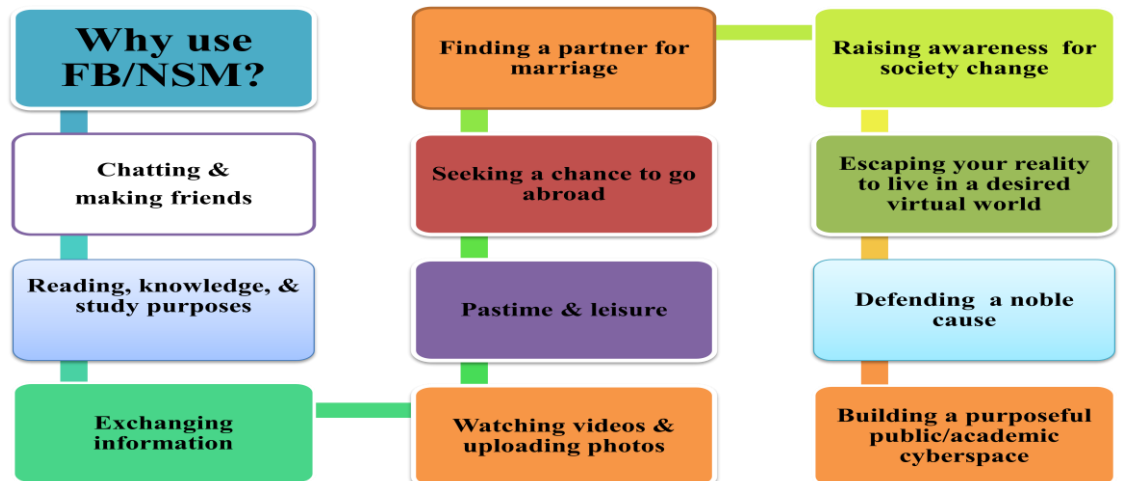 Why use
FB/NSM?
Chatting &
making friends
Reading, knowledge, &
study purposes
Exchanging
information
Watching videos &
uploading photos
Pastime & leisure
Seeking a chance to go
abroad
Finding a partner for
marriage
Raising awareness for
society change
Escaping your reality
to live in a desired
virtual world
Defending a noble
cause
Building a purposeful
public/academic
cyberspace